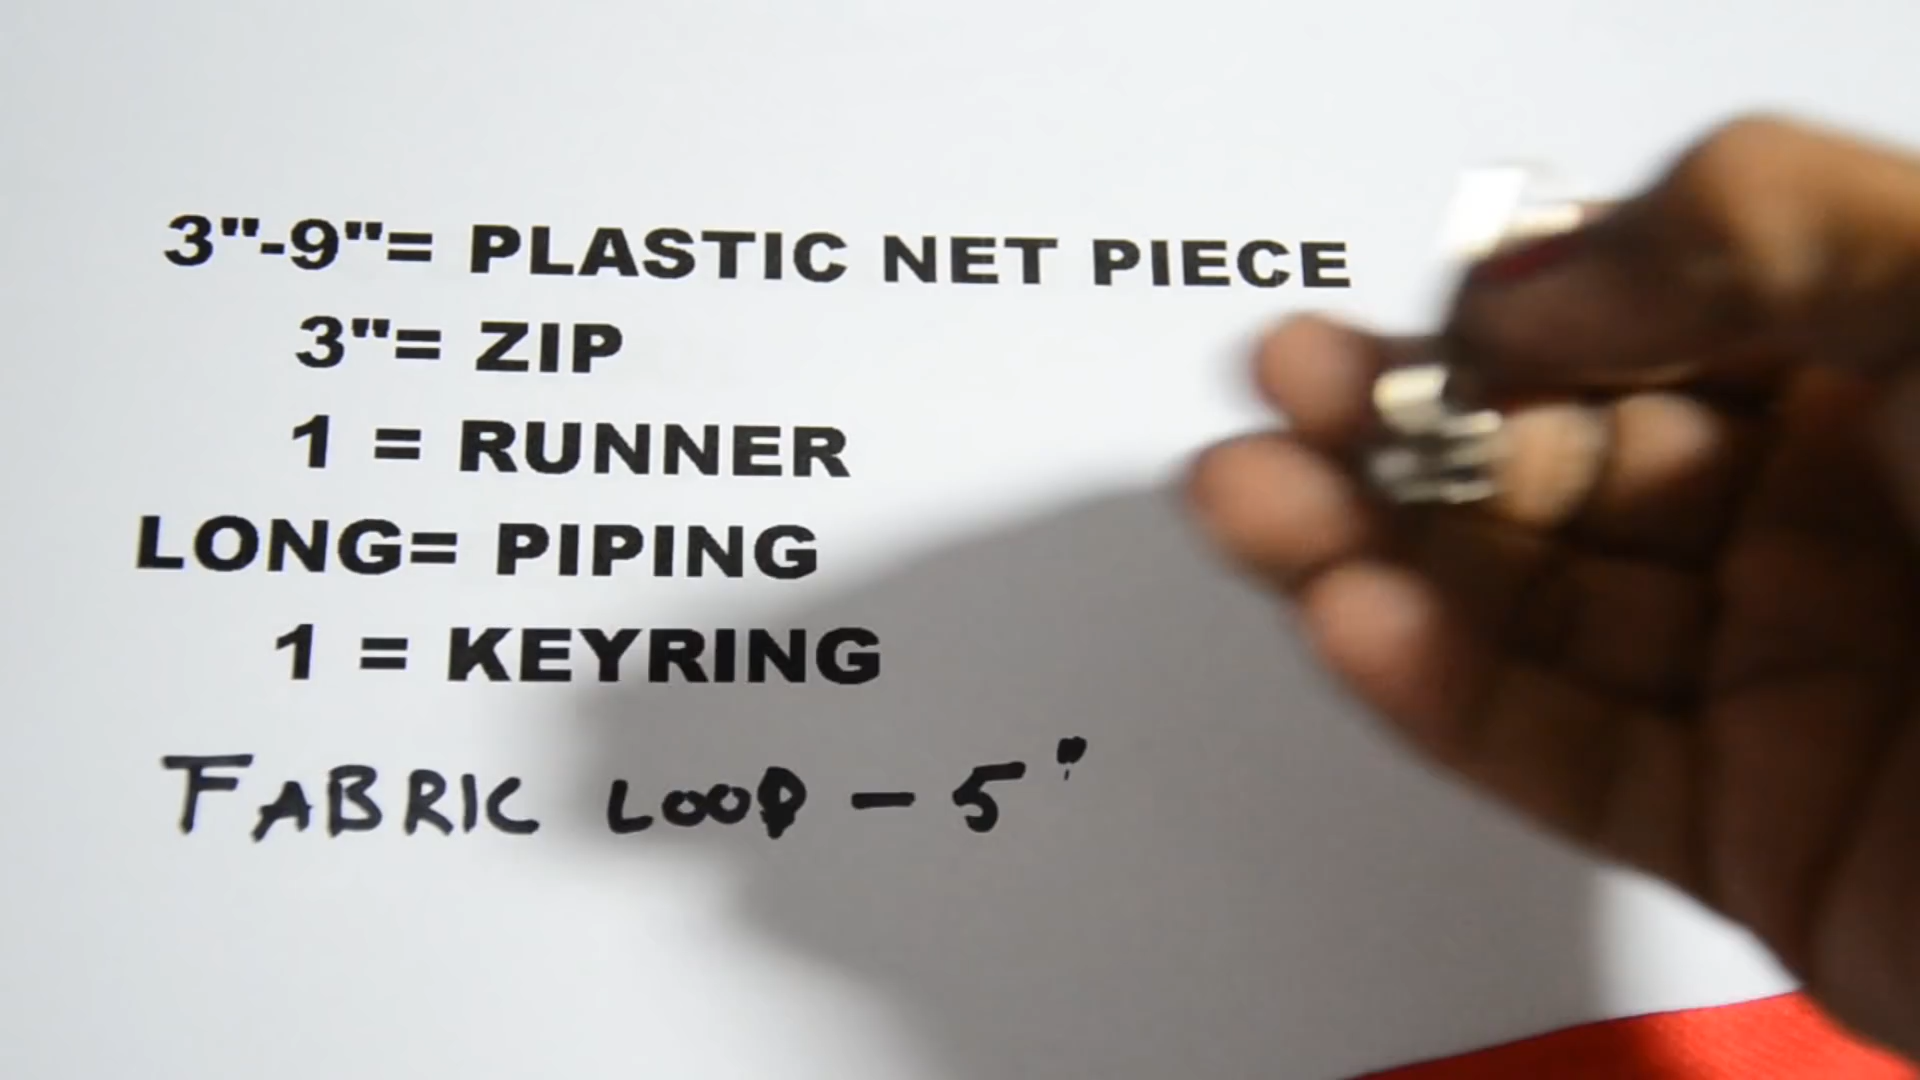 3"-9"= PLASTIC NET PIECE
3"= ZIP
1 = RUNNER
LONG= PIPING
1 = KEYRING
FABRIC LOOP - 5"